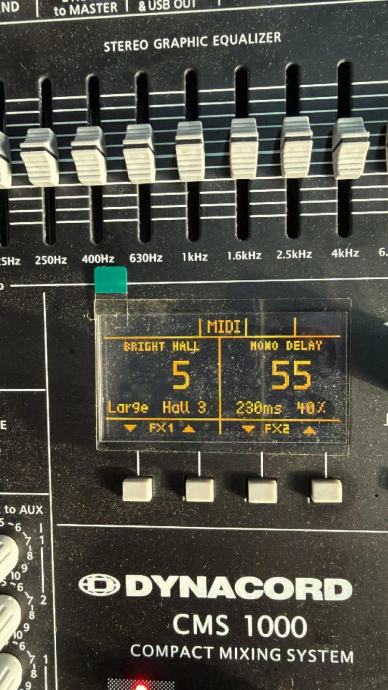 to MASTER
& USB OUT
STEREO GRAPHIC EQUALIZER
250Hz 400Hz 630Hz 1kHz 1.6kHz 2.5kHz 4kHz
MIDI
BRIGHT HALL MONO DELAY
5 55
Large Hall 3 230ms 40%
FX1 FX2
to AUX
DYNACORD
CMS 1000
COMPACT MIXING SYSTEM